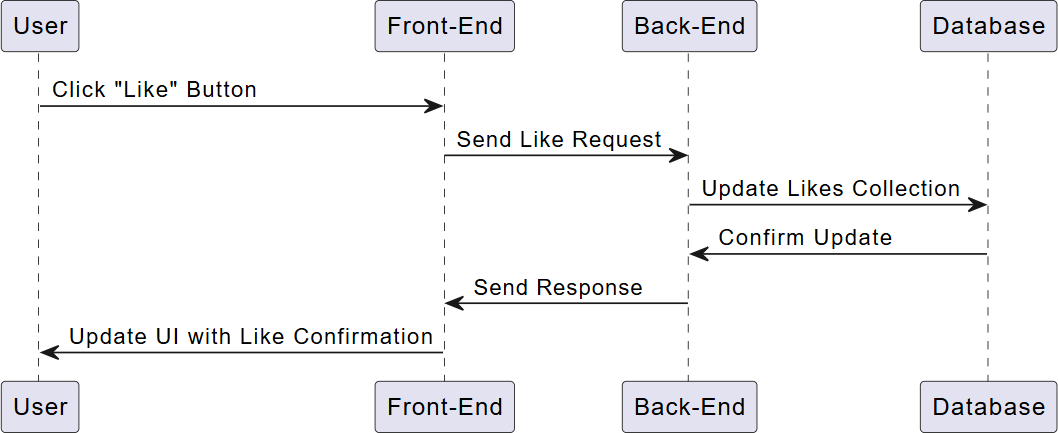 User
Front-End
Back-End
Database
Click "Like" Button
Send Like Request
Update Likes Collection
Confirm Update
Send Response
Update UI with Like Confirmation
User
Front-End
Back-End
Database